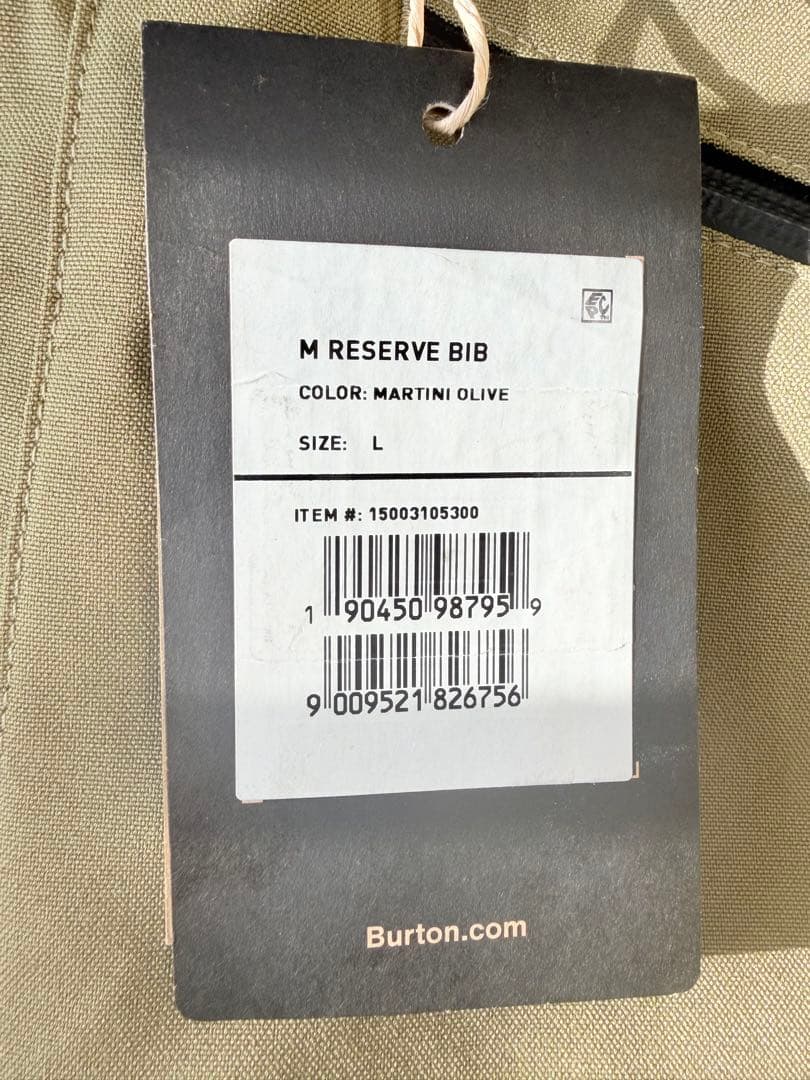 M RESERVE BIB
COLOR: MARTINI OLIVE
SIZE: L
ITEM #: 15003105300
1 90450 98795 9
9 009521 826756
Burton.com